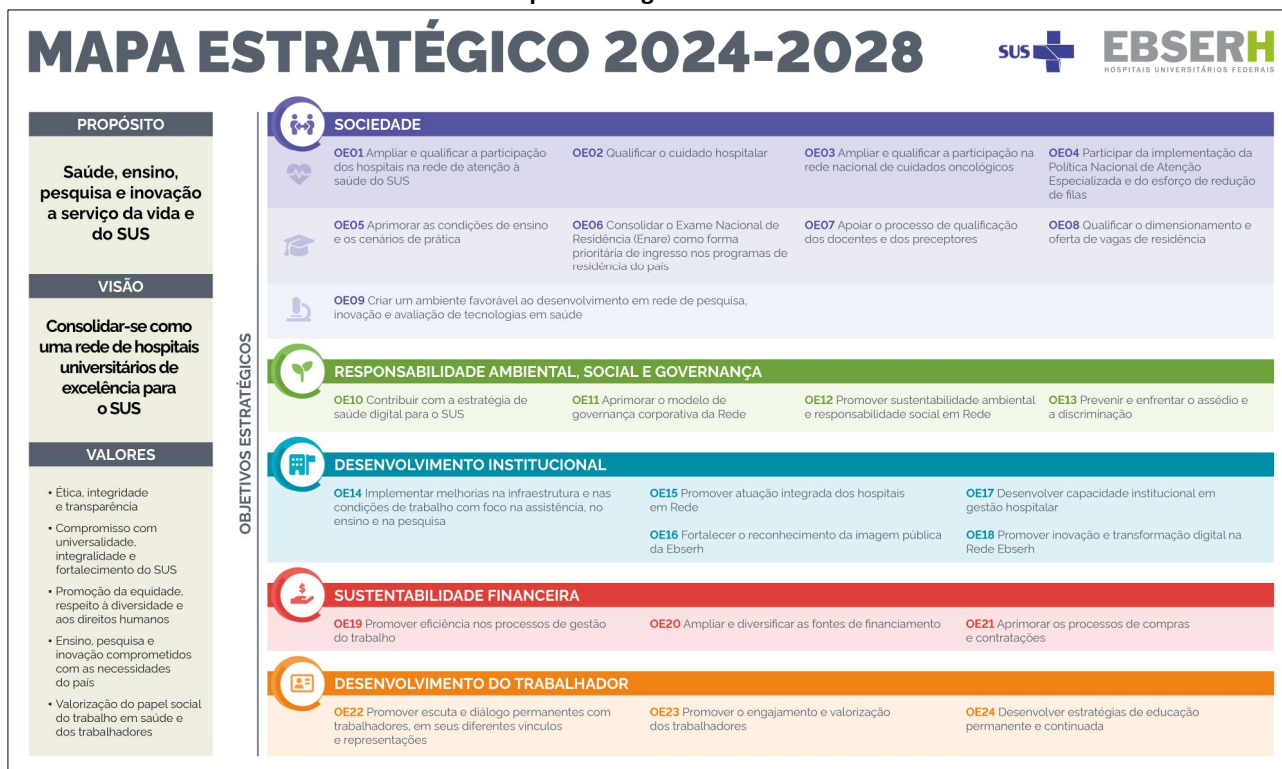 MAPA ESTRATÉGICO 2024-2028
SUS
EBSERH
HOSPITAIS UNIVERSITÁRIOS FEDERAIS
PROPÓSITO
Saúde, ensino,
pesquisa e inovação
a serviço da vida e
do SUS
VISÃO
Consolidar-se como
uma rede de hospitais
universitários de
excelência para
o SUS
VALORES
• Ética, integridade
e transparência
• Compromisso com
universalidade,
integralidade e
fortalecimento do SUS
• Promoção da equidade,
respeito à diversidade e
aos direitos humanos
• Ensino, pesquisa e
inovação comprometidos
com as necessidades
do país
• Valorização do papel social
do trabalho em saúde e
dos trabalhadores
OBJETIVOS ESTRATÉGICOS
SOCIEDADE
OE01 Ampliar e qualificar a participação
dos hospitais na rede de atenção à
saúde do SUS
OE02 Qualificar o cuidado hospitalar
OE03 Ampliar e qualificar a participação na
rede nacional de cuidados oncológicos
OE04 Participar da implementação da
Política Nacional de Atenção
Especializada e do esforço de redução
de filas
OE05 Aprimorar as condições de ensino
e os cenários de prática
OE06 Consolidar o Exame Nacional de
Residência (Enare) como forma
prioritária de ingresso nos programas de
residência do país
OE07 Apoiar o processo de qualificação
dos docentes e dos preceptores
OE08 Qualificar o dimensionamento e
oferta de vagas de residência
OE09 Criar um ambiente favorável ao desenvolvimento em rede de pesquisa,
inovação e avaliação de tecnologias em saúde
RESPONSABILIDADE AMBIENTAL, SOCIAL E GOVERNANÇA
OE10 Contribuir com a estratégia de
saúde digital para o SUS
OE11 Aprimorar o modelo de
governança corporativa da Rede
OE12 Promover sustentabilidade ambiental
e responsabilidade social em Rede
OE13 Prevenir e enfrentar o assédio e
a discriminação
DESENVOLVIMENTO INSTITUCIONAL
OE14 Implementar melhorias na infraestrutura e nas
condições de trabalho com foco na assistência, no
ensino e na pesquisa
OE15 Promover atuação integrada dos hospitais
em Rede
OE16 Fortalecer o reconhecimento da imagem pública
da Ebserh
OE17 Desenvolver capacidade institucional em
gestão hospitalar
OE18 Promover inovação e transformação digital na
Rede Ebserh
SUSTENTABILIDADE FINANCEIRA
OE19 Promover eficiência nos processos de gestão
do trabalho
OE20 Ampliar e diversificar as fontes de financiamento
OE21 Aprimorar os processos de compras
e contratações
DESENVOLVIMENTO DO TRABALHADOR
OE22 Promover escuta e diálogo permanentes com
trabalhadores, em seus diferentes vínculos
e representações
OE23 Promover o engajamento e valorização
dos trabalhadores
OE24 Desenvolver estratégias de educação
permanente e continuada